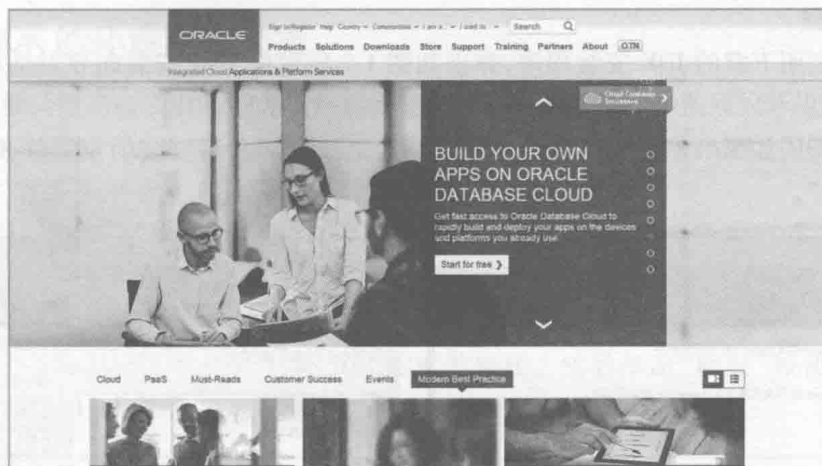 ORACLE
Sign In/Register Help Country Communities I am a... I want to... Search
Products Solutions Downloads Store Support Training Partners About OTN
Integrated Cloud Applications & Platform Services
Cloud Customer
BUILD YOUR OWN
APPS ON ORACLE
DATABASE CLOUD
Get fast access to Oracle Database Cloud to
rapidly build and deploy your apps on the devices
and platforms you already use
Start for free
Cloud PaaS Must-Reads Customer Success Events Modern Best Practice